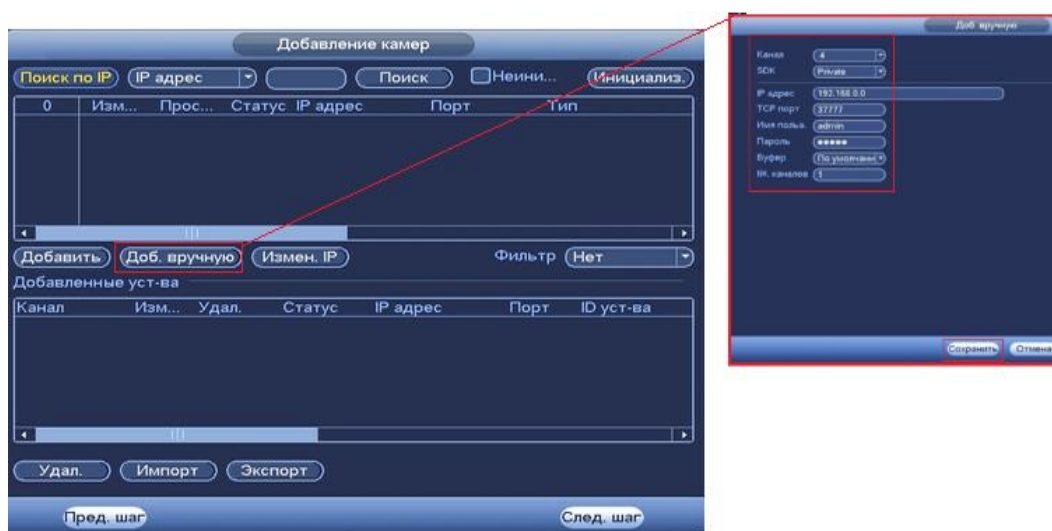 Добавление камер
Поиск по IP IP адрес Поиск Неини... Инициализ.
0 Изм... Прос... Статус IP адрес Порт Тип
Добавить Доб. вручную Измен. IP Фильтр Нет
Добавленные уст-ва
Канал Изм... Удал. Статус IP адрес Порт ID уст-ва
Удал. Импорт Экспорт
Пред. шаг След. шаг
Доб. вручную
Канал 4
SDK Private
IP адрес 192.168.0.0
TCP порт 37777
Имя польз. admin
Пароль
Буфер По умолчани
№. каналов 1
Сохранить Отмена